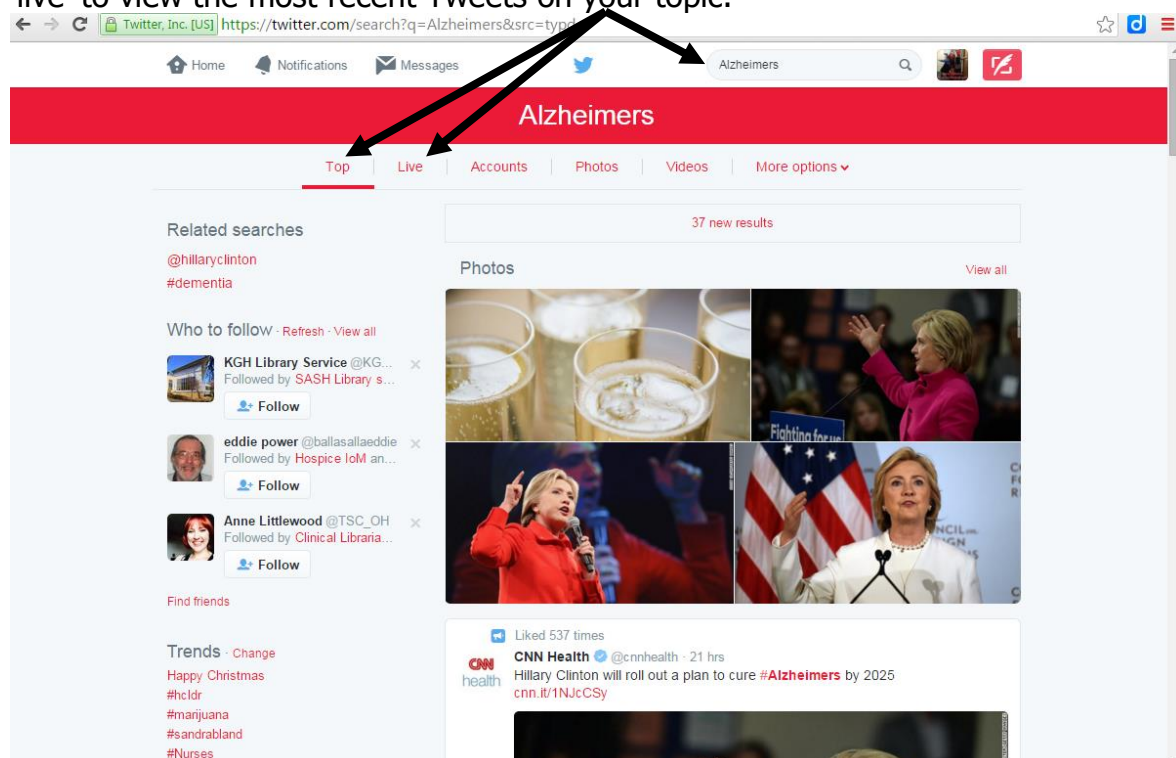 'live' to view the most recent Tweets on your topic.
Twitter, Inc. [US] https://twitter.com/search?q=Alzheimers&src=typd
Home Notifications Messages Alzheimers
Alzheimers
Top Live Accounts Photos Videos More options
37 new results
Related searches
@hillaryclinton
#dementia
Photos View all
Who to follow · Refresh · View all
KGH Library Service @KG...
Followed by SASH Library s...
Follow
eddie power @ballasallaeddie
Followed by Hospice IoM an...
Follow
Anne Littlewood @TSC_OH
Followed by Clinical Libraria...
Follow
Find friends
Trends · Change
Happy Christmas
#hcldr
#marijuana
#sandrabland
#Nurses
Fighting for us
Liked 537 times
CNN Health @cnnhealth · 21 hrs
CNN health
Hillary Clinton will roll out a plan to cure #Alzheimers by 2025
cnn.it/1NJcCSy